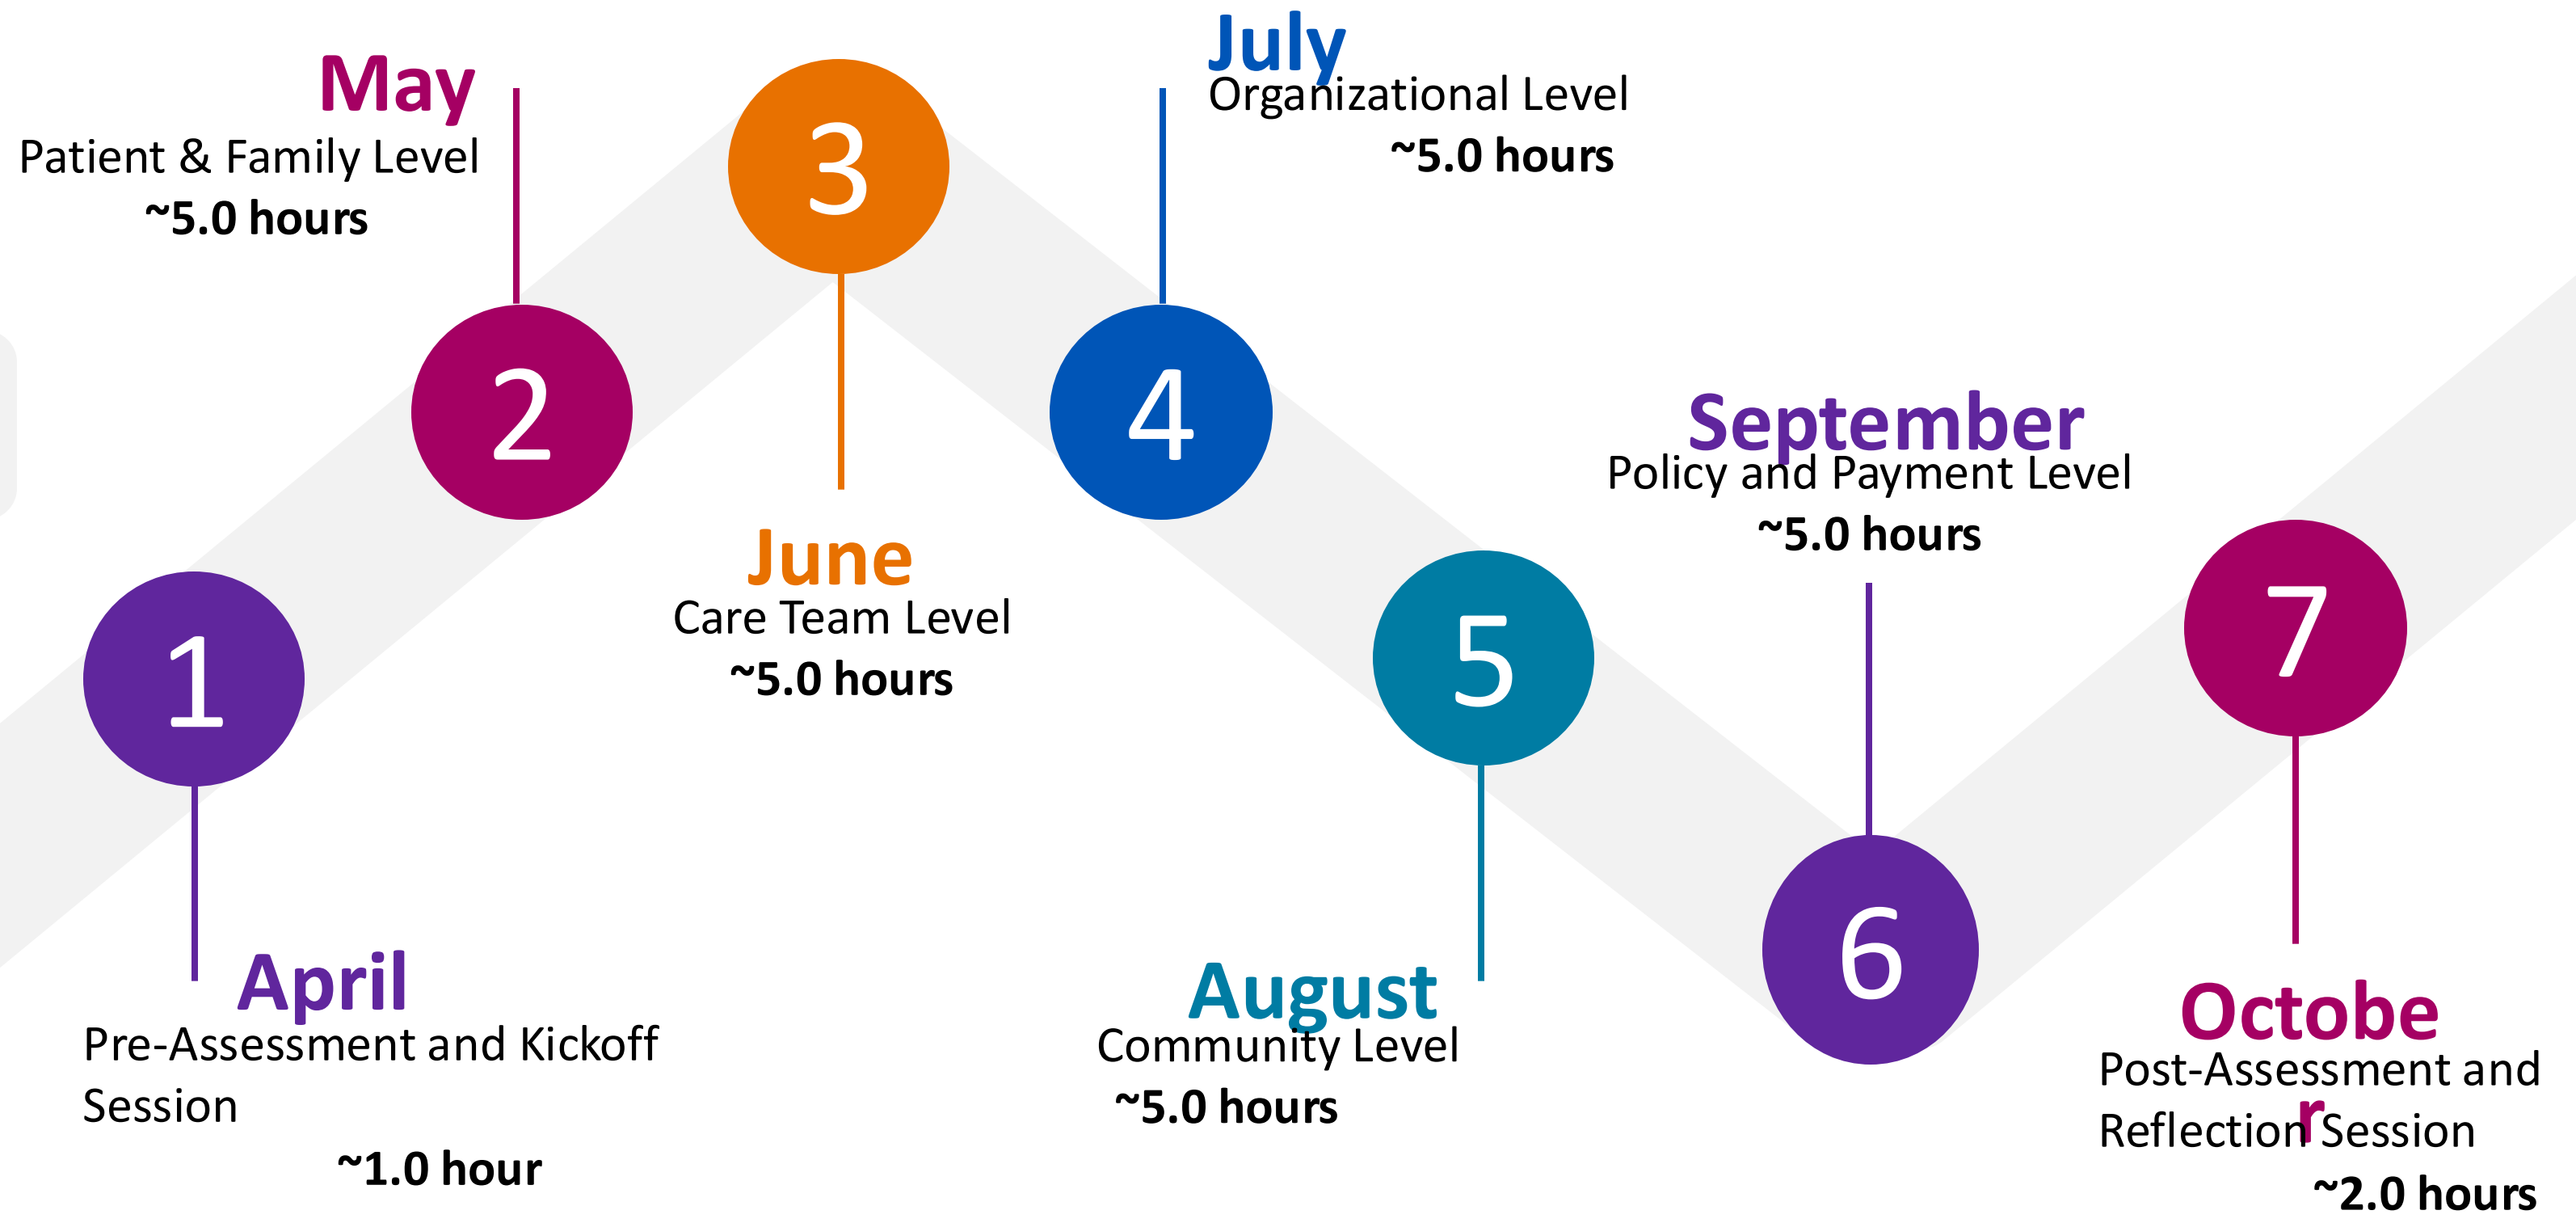 1
April
Pre-Assessment and Kickoff
Session
~1.0 hour
2
May
Patient & Family Level
~5.0 hours
3
June
Care Team Level
~5.0 hours
4
July
Organizational Level
~5.0 hours
5
August
Community Level
~5.0 hours
6
September
Policy and Payment Level
~5.0 hours
7
Octobe
r
Post-Assessment and
Reflection Session
~2.0 hours